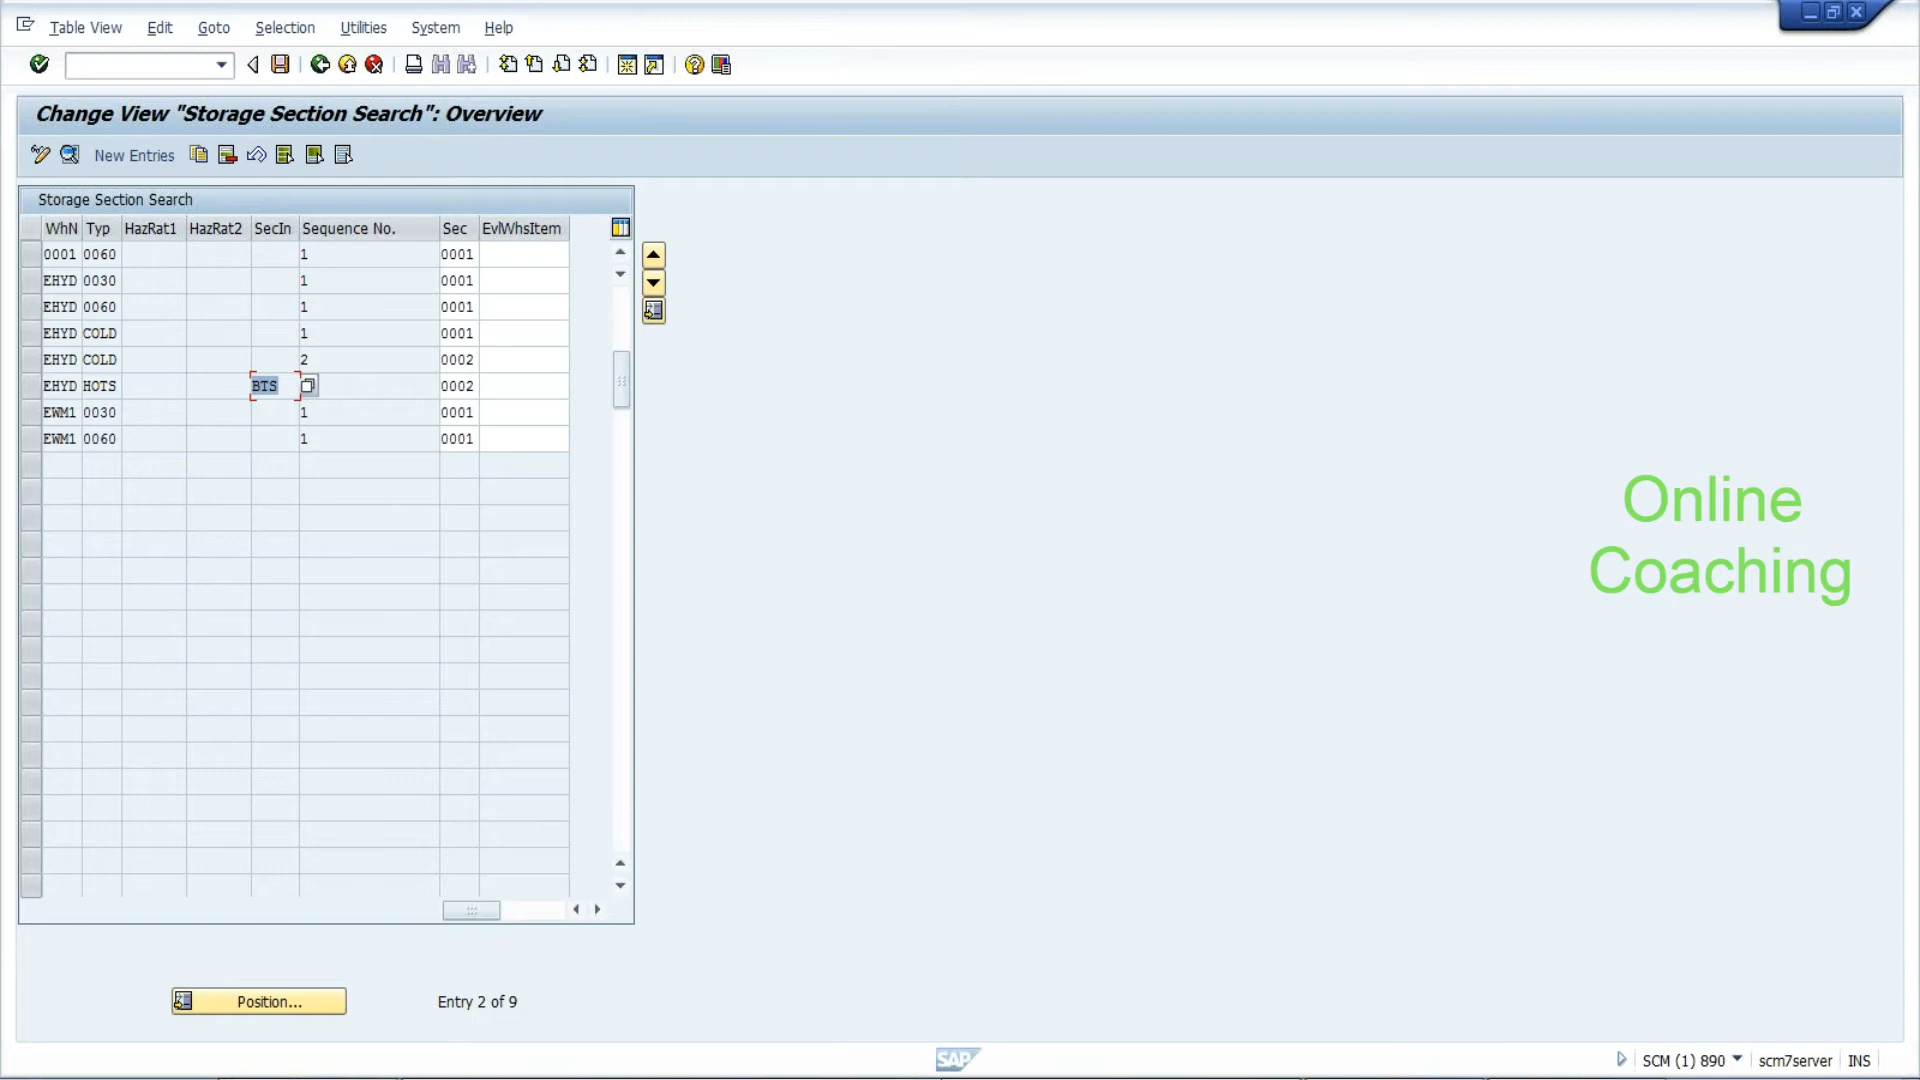 Table View Edit Goto Selection Utilities System Help
Change View "Storage Section Search": Overview
New Entries
Storage Section Search
WhN Typ HazRat1 HazRat2 SecIn Sequence No. Sec EvlWhsItem
0001 0060 1 0001
EHYD 0030 1 0001
EHYD 0060 1 0001
EHYD COLD 1 0001
EHYD COLD 2 0002
EHYD HOTS BTS 0002
EWM1 0030 1 0001
EWM1 0060 1 0001
Online
Coaching
Position... Entry 2 of 9
SAP SCM (1) 890 scm7server INS